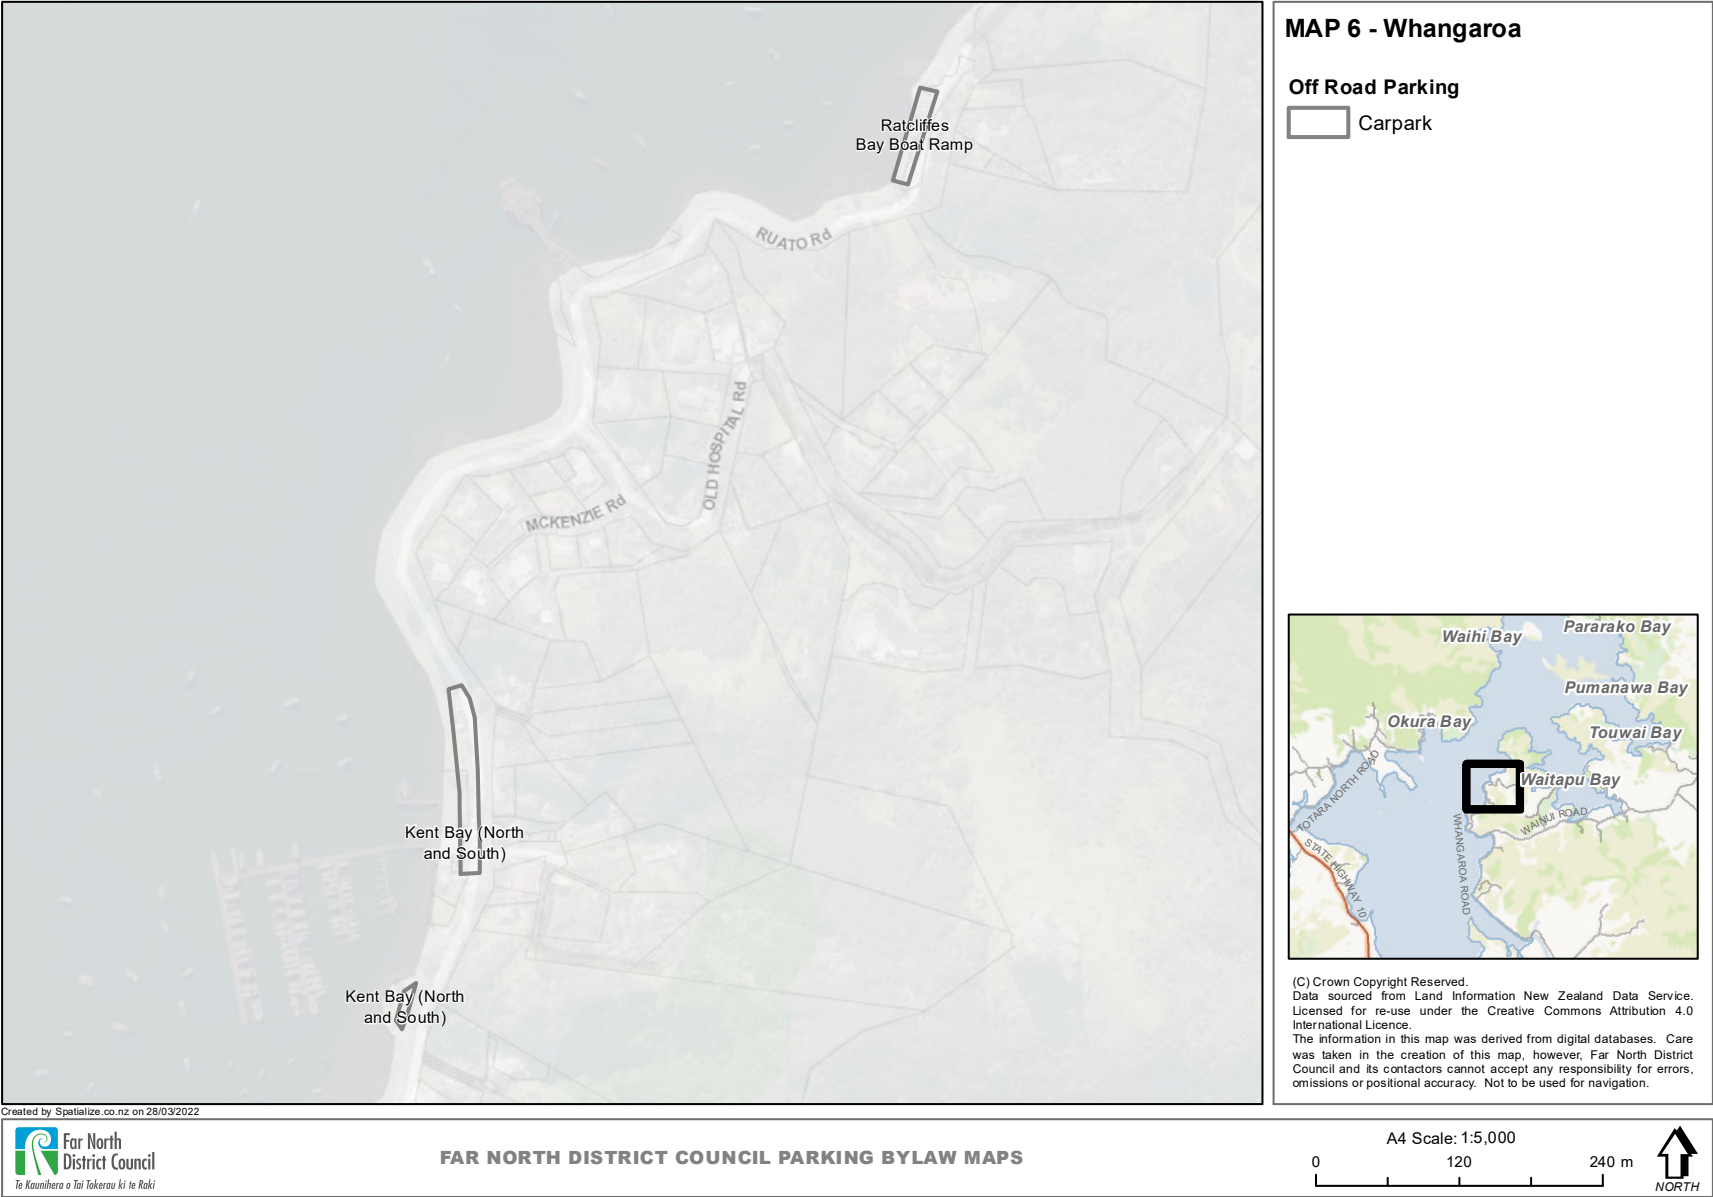 MAP 6 - Whangaroa
Off Road Parking
Carpark
Ratcliffes
Bay Boat Ramp
RUATO Rd
OLD HOSPITAL Rd
MCKENZIE Rd
Kent Bay (North
and South)
Kent Bay (North
and South)
Waihi Bay
Pararako Bay
Pumanawa Bay
Okura Bay
Touwai Bay
Waitapu Bay
TOTARA NORTH ROAD
WAINUI ROAD
WHANGAROA ROAD
STATE HIGHWAY 10
(C) Crown Copyright Reserved.
Data sourced from Land Information New Zealand Data Service.
Licensed for re-use under the Creative Commons Attribution 4.0
International Licence.
The information in this map was derived from digital databases. Care
was taken in the creation of this map, however, Far North District
Council and its contactors cannot accept any responsibility for errors,
omissions or positional accuracy. Not to be used for navigation.
Created by Spatialize.co.nz on 28/03/2022
Far North
District Council
Te Kaunihera o Tai Tokerau ki te Raki
FAR NORTH DISTRICT COUNCIL PARKING BYLAW MAPS
A4 Scale: 1:5,000
0 120 240 m
NORTH